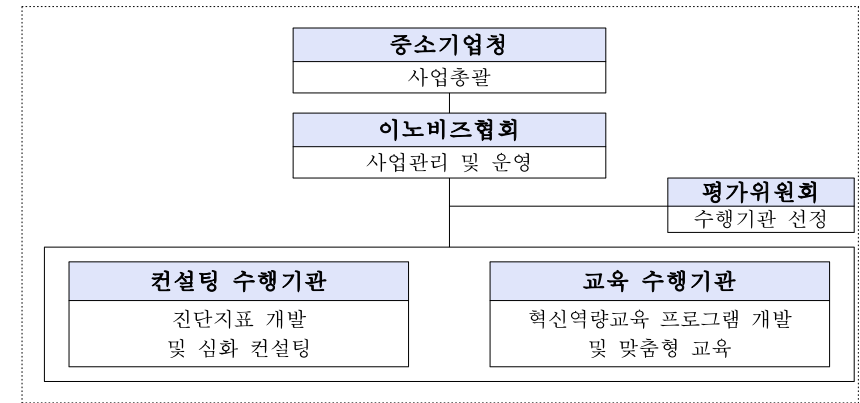 중소기업청
사업총괄
이노비즈협회
사업관리 및 운영
평가위원회
수행기관 선정
컨설팅 수행기관
진단지표 개발
및 심화 컨설팅
교육 수행기관
혁신역량교육 프로그램 개발
및 맞춤형 교육